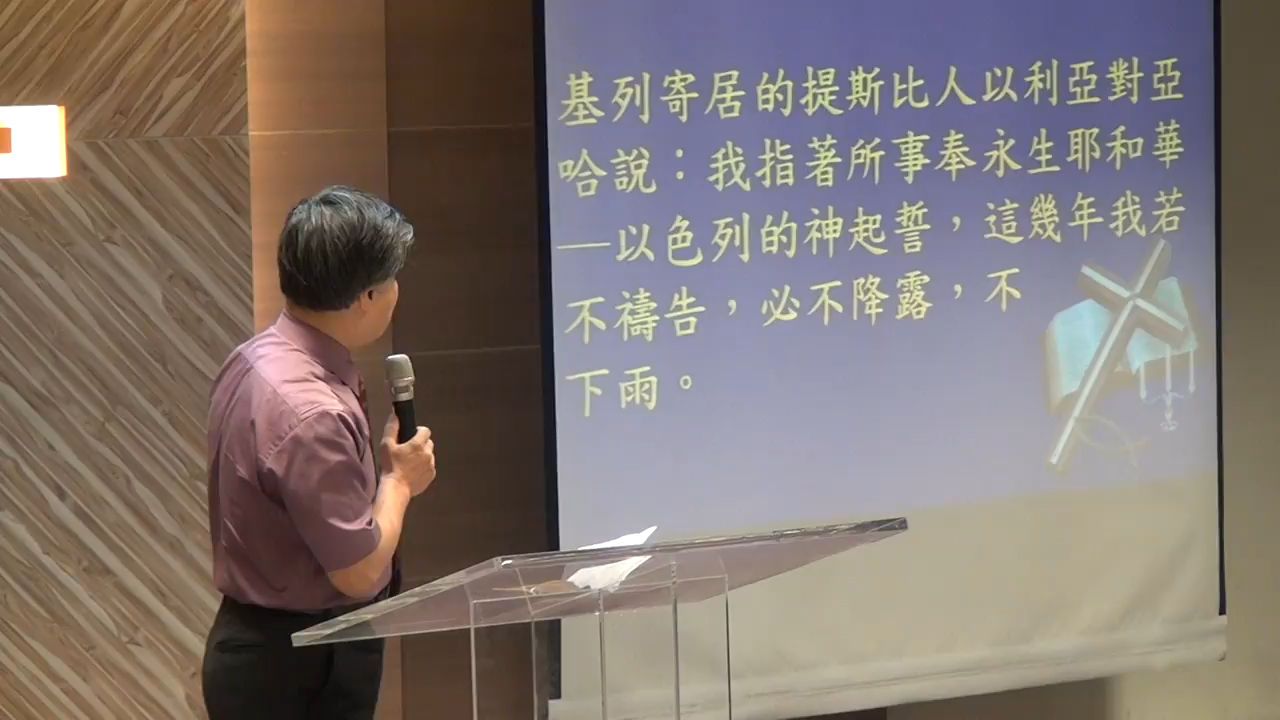 基列寄居的提斯比人以利亞對亞
哈說：我指著所事奉永生耶和華
—以色列的神起誓，這幾年我若
不禱告，必不降露，不
下雨。